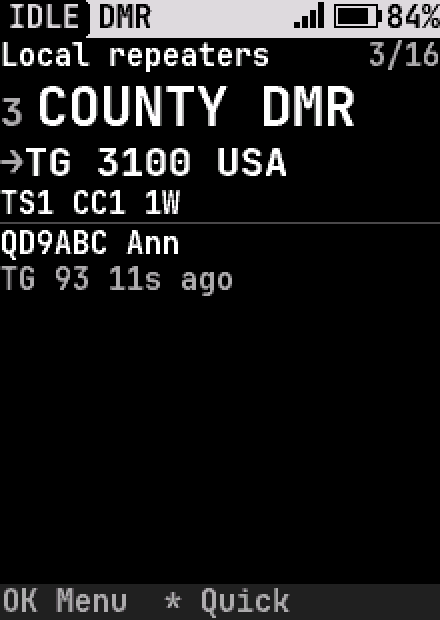 IDLE DMR 84%
Local repeaters 3/16
3 COUNTY DMR
→TG 3100 USA
TS1 CC1 1W
QD9ABC Ann
TG 93 11s ago
OK Menu * Quick